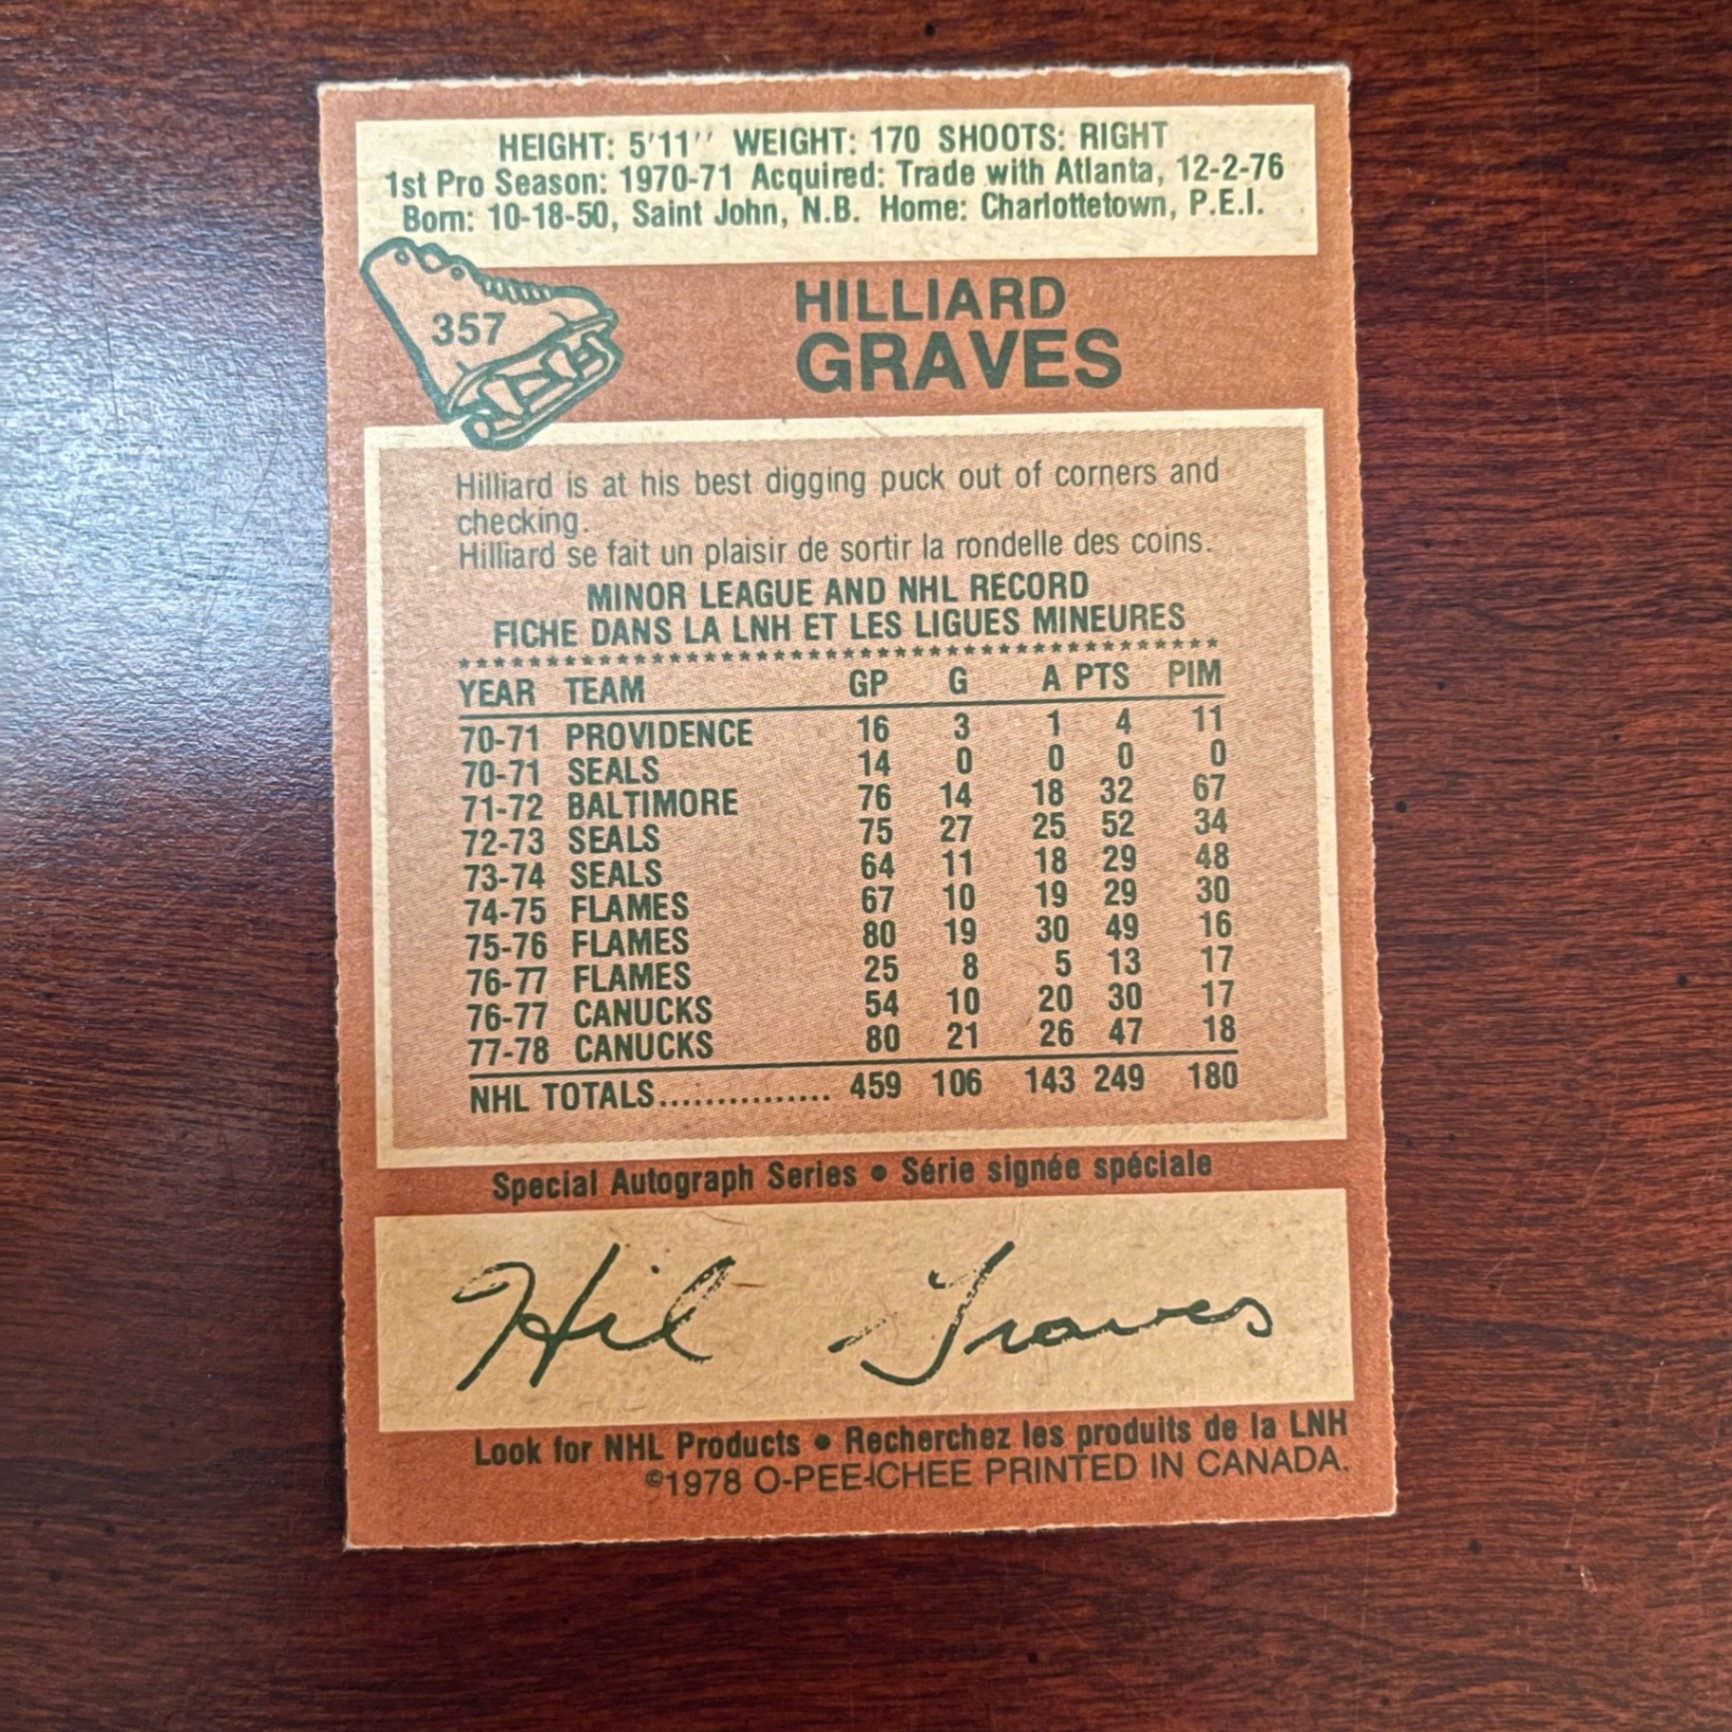 HEIGHT: 5'11'' WEIGHT: 170 SHOOTS: RIGHT
1st Pro Season: 1970-71 Acquired: Trade with Atlanta, 12-2-76
Born: 10-18-50, Saint John, N.B. Home: Charlottetown, P.E.I.
357
HILLIARD
GRAVES
Hilliard is at his best digging puck out of corners and
checking.
Hilliard se fait un plaisir de sortir la rondelle des coins.
MINOR LEAGUE AND NHL RECORD
FICHE DANS LA LNH ET LES LIGUES MINEURES
YEAR TEAM GP G A PTS PIM
70-71 PROVIDENCE 16 3 1 4 11
70-71 SEALS 14 0 0 0 0
71-72 BALTIMORE 76 14 18 32 67
72-73 SEALS 75 27 25 52 34
73-74 SEALS 64 11 18 29 48
74-75 FLAMES 67 10 19 29 30
75-76 FLAMES 80 19 30 49 16
76-77 FLAMES 25 8 5 13 17
76-77 CANUCKS 54 10 20 30 17
77-78 CANUCKS 80 21 26 47 18
NHL TOTALS............... 459 106 143 249 180
Special Autograph Series • Série signée spéciale
Hil Graves
Look for NHL Products • Recherchez les produits de la LNH
©1978 O-PEE-CHEE PRINTED IN CANADA.